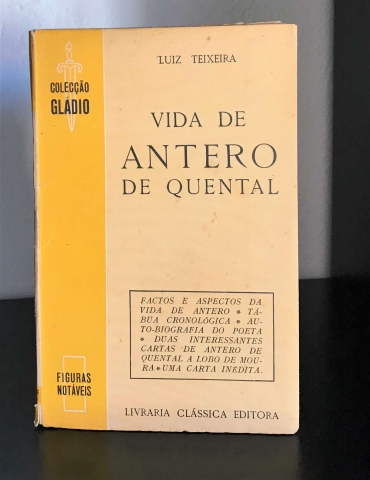 LUIZ TEIXEIRA
COLECÇÃO
GLÁDIO
VIDA DE
ANTERO
DE QUENTAL
FACTOS E ASPECTOS DA
VIDA DE ANTERO * TÁ-
BUA CRONOLÓGICA * AU-
TO-BIOGRAFIA DO POETA
* DUAS INTERESSANTES
CARTAS DE ANTERO DE
QUENTAL A LOBO DE MOU-
RA * UMA CARTA INÉDITA.
FIGURAS
NOTÁVEIS
LIVRARIA CLÁSSICA EDITORA